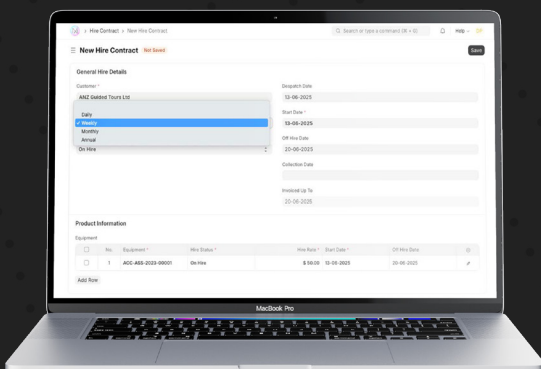 > Hire Contract > New Hire Contract
Search or type a command (⌘ + G)
Help
New Hire Contract
Not Saved
Save
General Hire Details
Customer *
ANZ Guided Tours Ltd
Daily
✓ Weekly
Monthly
Annual
On Hire
Despatch Date
13-06-2025
Start Date *
13-06-2025
Off Hire Date
20-06-2025
Collection Date
Invoiced Up To
20-06-2025
Product Information
Equipment
No. Equipment * Hire Status * Hire Rate * Start Date * Off Hire Date
1 ACC-ASS-2023-00001 On Hire $ 50.00 13-06-2025 20-06-2025
Add Row
MacBook Pro